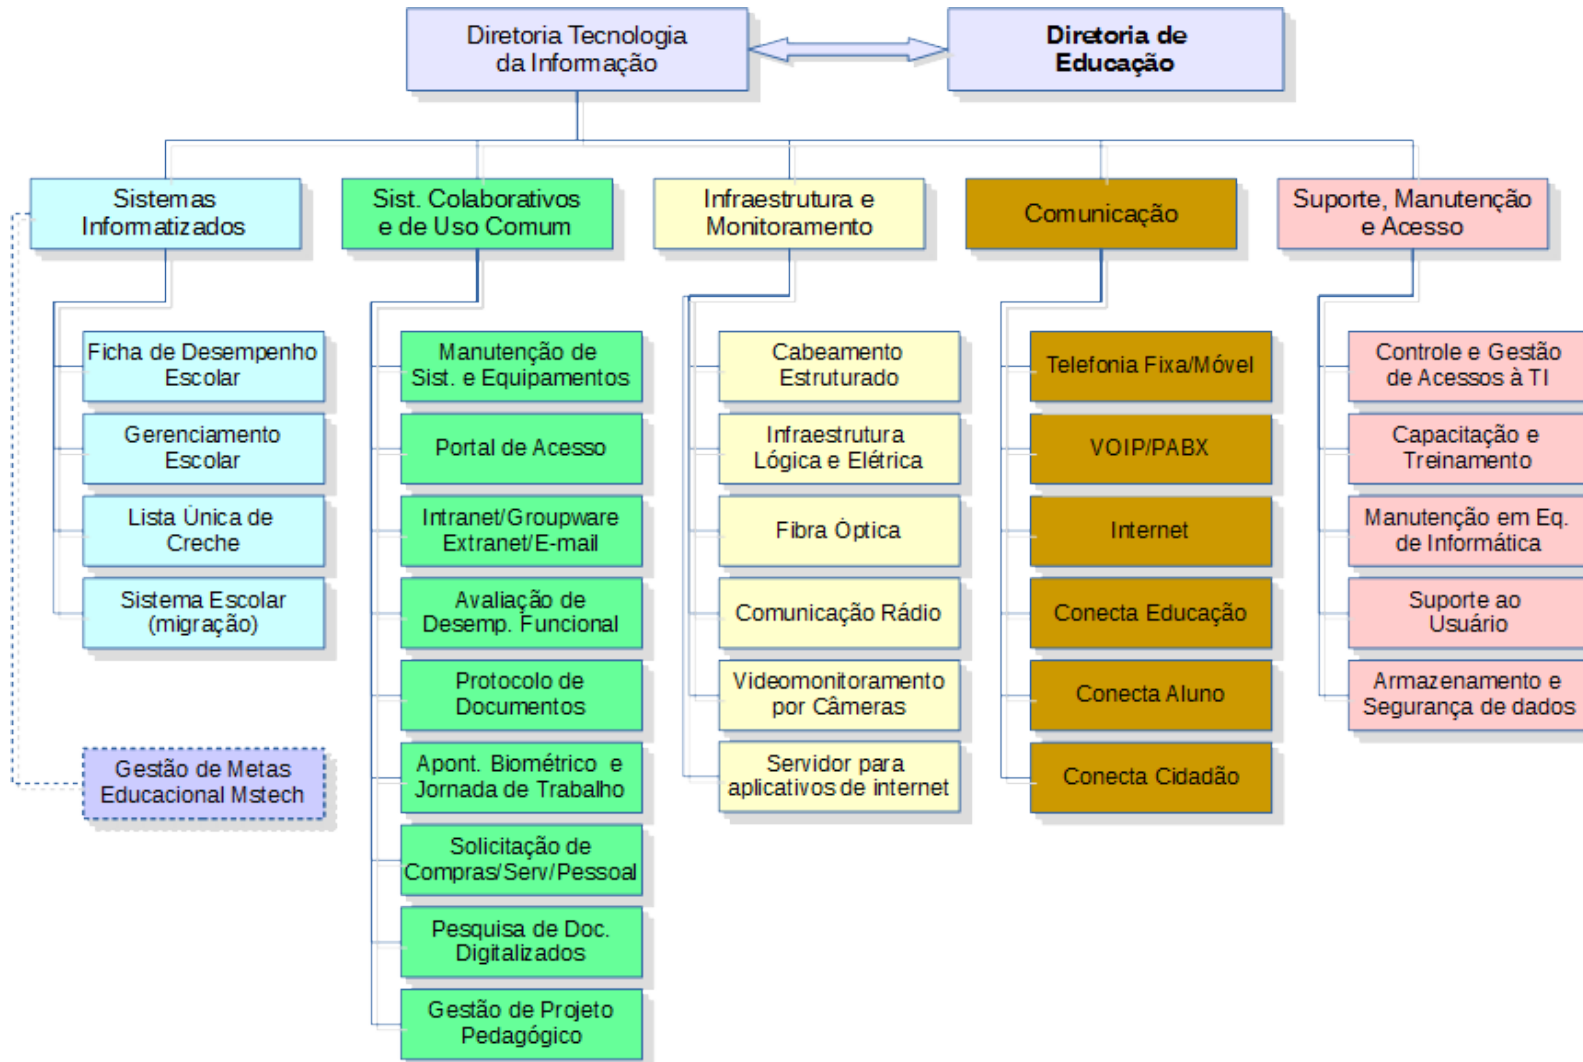 Diretoria Tecnologia
da Informação
Diretoria de
Educação
Sistemas
Informatizados
Sist. Colaborativos
e de Uso Comum
Infraestrutura e
Monitoramento
Comunicação
Suporte, Manutenção
e Acesso
Ficha de Desempenho
Escolar
Gerenciamento
Escolar
Lista Única de
Creche
Sistema Escolar
(migração)
Gestão de Metas
Educacional Mstech
Manutenção de
Sist. e Equipamentos
Portal de Acesso
Intranet/Groupware
Extranet/E-mail
Avaliação de
Desemp. Funcional
Protocolo de
Documentos
Apont. Biométrico e
Jornada de Trabalho
Solicitação de
Compras/Serv/Pessoal
Pesquisa de Doc.
Digitalizados
Gestão de Projeto
Pedagógico
Cabeamento
Estruturado
Infraestrutura
Lógica e Elétrica
Fibra Óptica
Comunicação Rádio
Videomonitoramento
por Câmeras
Servidor para
aplicativos de internet
Telefonia Fixa/Móvel
VOIP/PABX
Internet
Conecta Educação
Conecta Aluno
Conecta Cidadão
Controle e Gestão
de Acessos à TI
Capacitação e
Treinamento
Manutenção em Eq.
de Informática
Suporte ao
Usuário
Armazenamento e
Segurança de dados